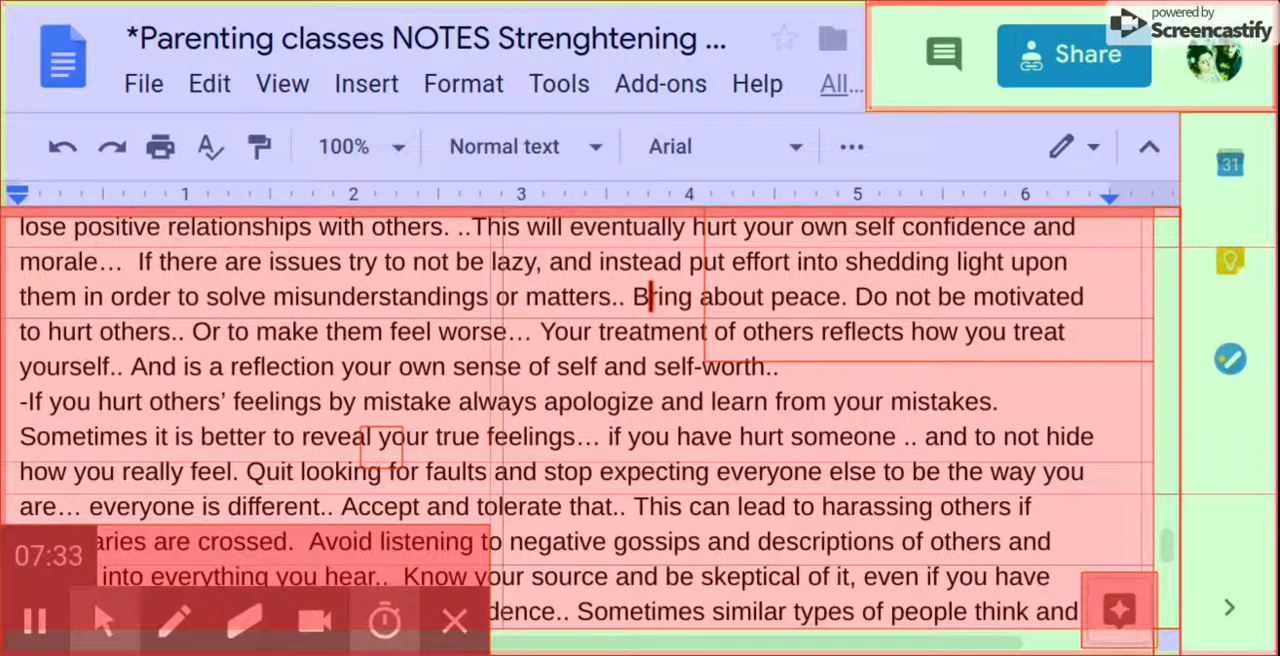 powered by
Screencastify
*Parenting classes NOTES Strenghtening ...
Share
File Edit View Insert Format Tools Add-ons Help All...
100% Normal text Arial
31
1 2 3 4 5 6
lose positive relationships with others. ..This will eventually hurt your own self confidence and
morale… If there are issues try to not be lazy, and instead put effort into shedding light upon
them in order to solve misunderstandings or matters.. Bring about peace. Do not be motivated
to hurt others.. Or to make them feel worse… Your treatment of others reflects how you treat
yourself.. And is a reflection your own sense of self and self-worth..
-If you hurt others’ feelings by mistake always apologize and learn from your mistakes.
Sometimes it is better to reveal your true feelings… if you have hurt someone .. and to not hide
how you really feel. Quit looking for faults and stop expecting everyone else to be the way you
are… everyone is different.. Accept and tolerate that.. This can lead to harassing others if
aries are crossed. Avoid listening to negative gossips and descriptions of others and
into everything you hear.. Know your source and be skeptical of it, even if you have
dence.. Sometimes similar types of people think and
07:33